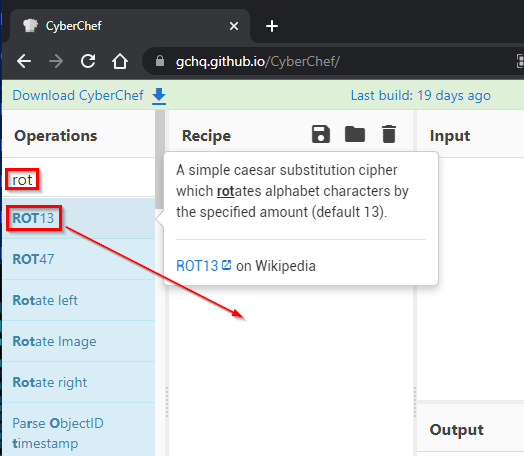 CyberChef
gchq.github.io/CyberChef/
Download CyberChef
Last build: 19 days ago
Operations
Recipe
Input
rot
A simple caesar substitution cipher
which rotates alphabet characters by
the specified amount (default 13).
ROT13 on Wikipedia
ROT13
ROT47
Rotate left
Rotate Image
Rotate right
Parse ObjectID
timestamp
Output